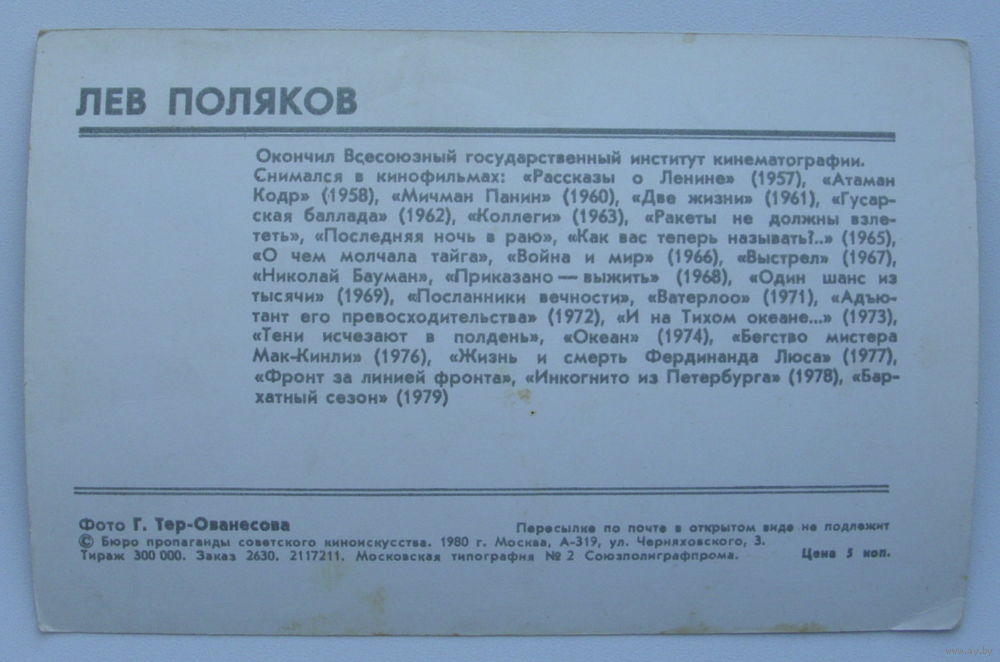 ЛЕВ ПОЛЯКОВ
Окончил Всесоюзный государственный институт кинематографии.
Снимался в кинофильмах: «Рассказы о Ленине» (1957), «Атаман
Кодр» (1958), «Мичман Панин» (1960), «Две жизни» (1961), «Гусар-
ская баллада» (1962), «Коллеги» (1963), «Ракеты не должны взле-
теть», «Последняя ночь в раю», «Как вас теперь называть?..» (1965),
«О чем молчала тайга», «Война и мир» (1966), «Выстрел» (1967),
«Николай Бауман», «Приказано — выжить» (1968), «Один шанс из
тысячи» (1969), «Посланники вечности», «Ватерлоо» (1971), «Адъю-
тант его превосходительства» (1972), «И на Тихом океане...» (1973),
«Тени исчезают в полдень», «Океан» (1974), «Бегство мистера
Мак-Кинли» (1976), «Жизнь и смерть Фердинанда Люса» (1977),
«Фронт за линией фронта», «Инкогнито из Петербурга» (1978), «Бар-
хатный сезон» (1979)
Фото Г. Тер-Ованесова
Пересылке по почте в открытом виде не подлежит
© Бюро пропаганды советского киноискусства. 1980 г. Москва, А-319, ул. Черняховского, 3.
Тираж 300 000. Заказ 2630. 2117211. Московская типография № 2 Союзполиграфпрома. Цена 5 коп.
www.ay.by